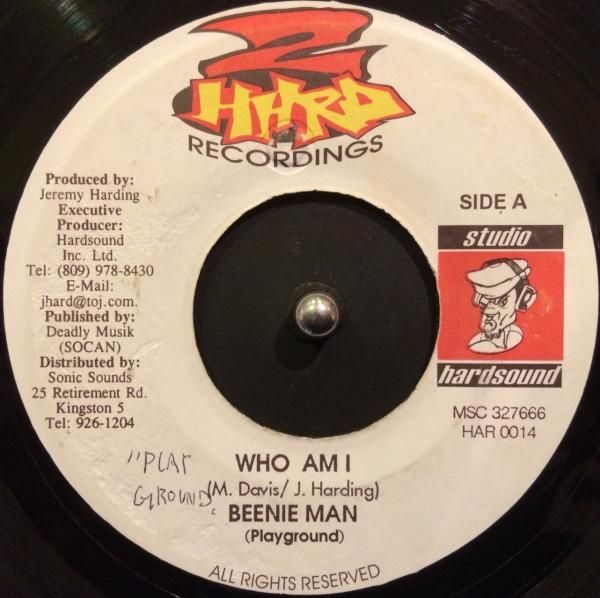 2
HARD
RECORDINGS
Produced by:
Jeremy Harding
Executive
Producer:
Hardsound
Inc. Ltd.
Tel: (809) 978-8430
E-Mail:
jhard@toj.com.
Published by:
Deadly Musik
(SOCAN)
Distributed by:
Sonic Sounds
25 Retirement Rd.
Kingston 5
Tel: 926-1204
SIDE A
studio
hardsound
MSC 327666
HAR 0014
"PLAY
GROUND"
WHO AM I
(M. Davis/ J. Harding)
BEENIE MAN
(Playground)
ALL RIGHTS RESERVED